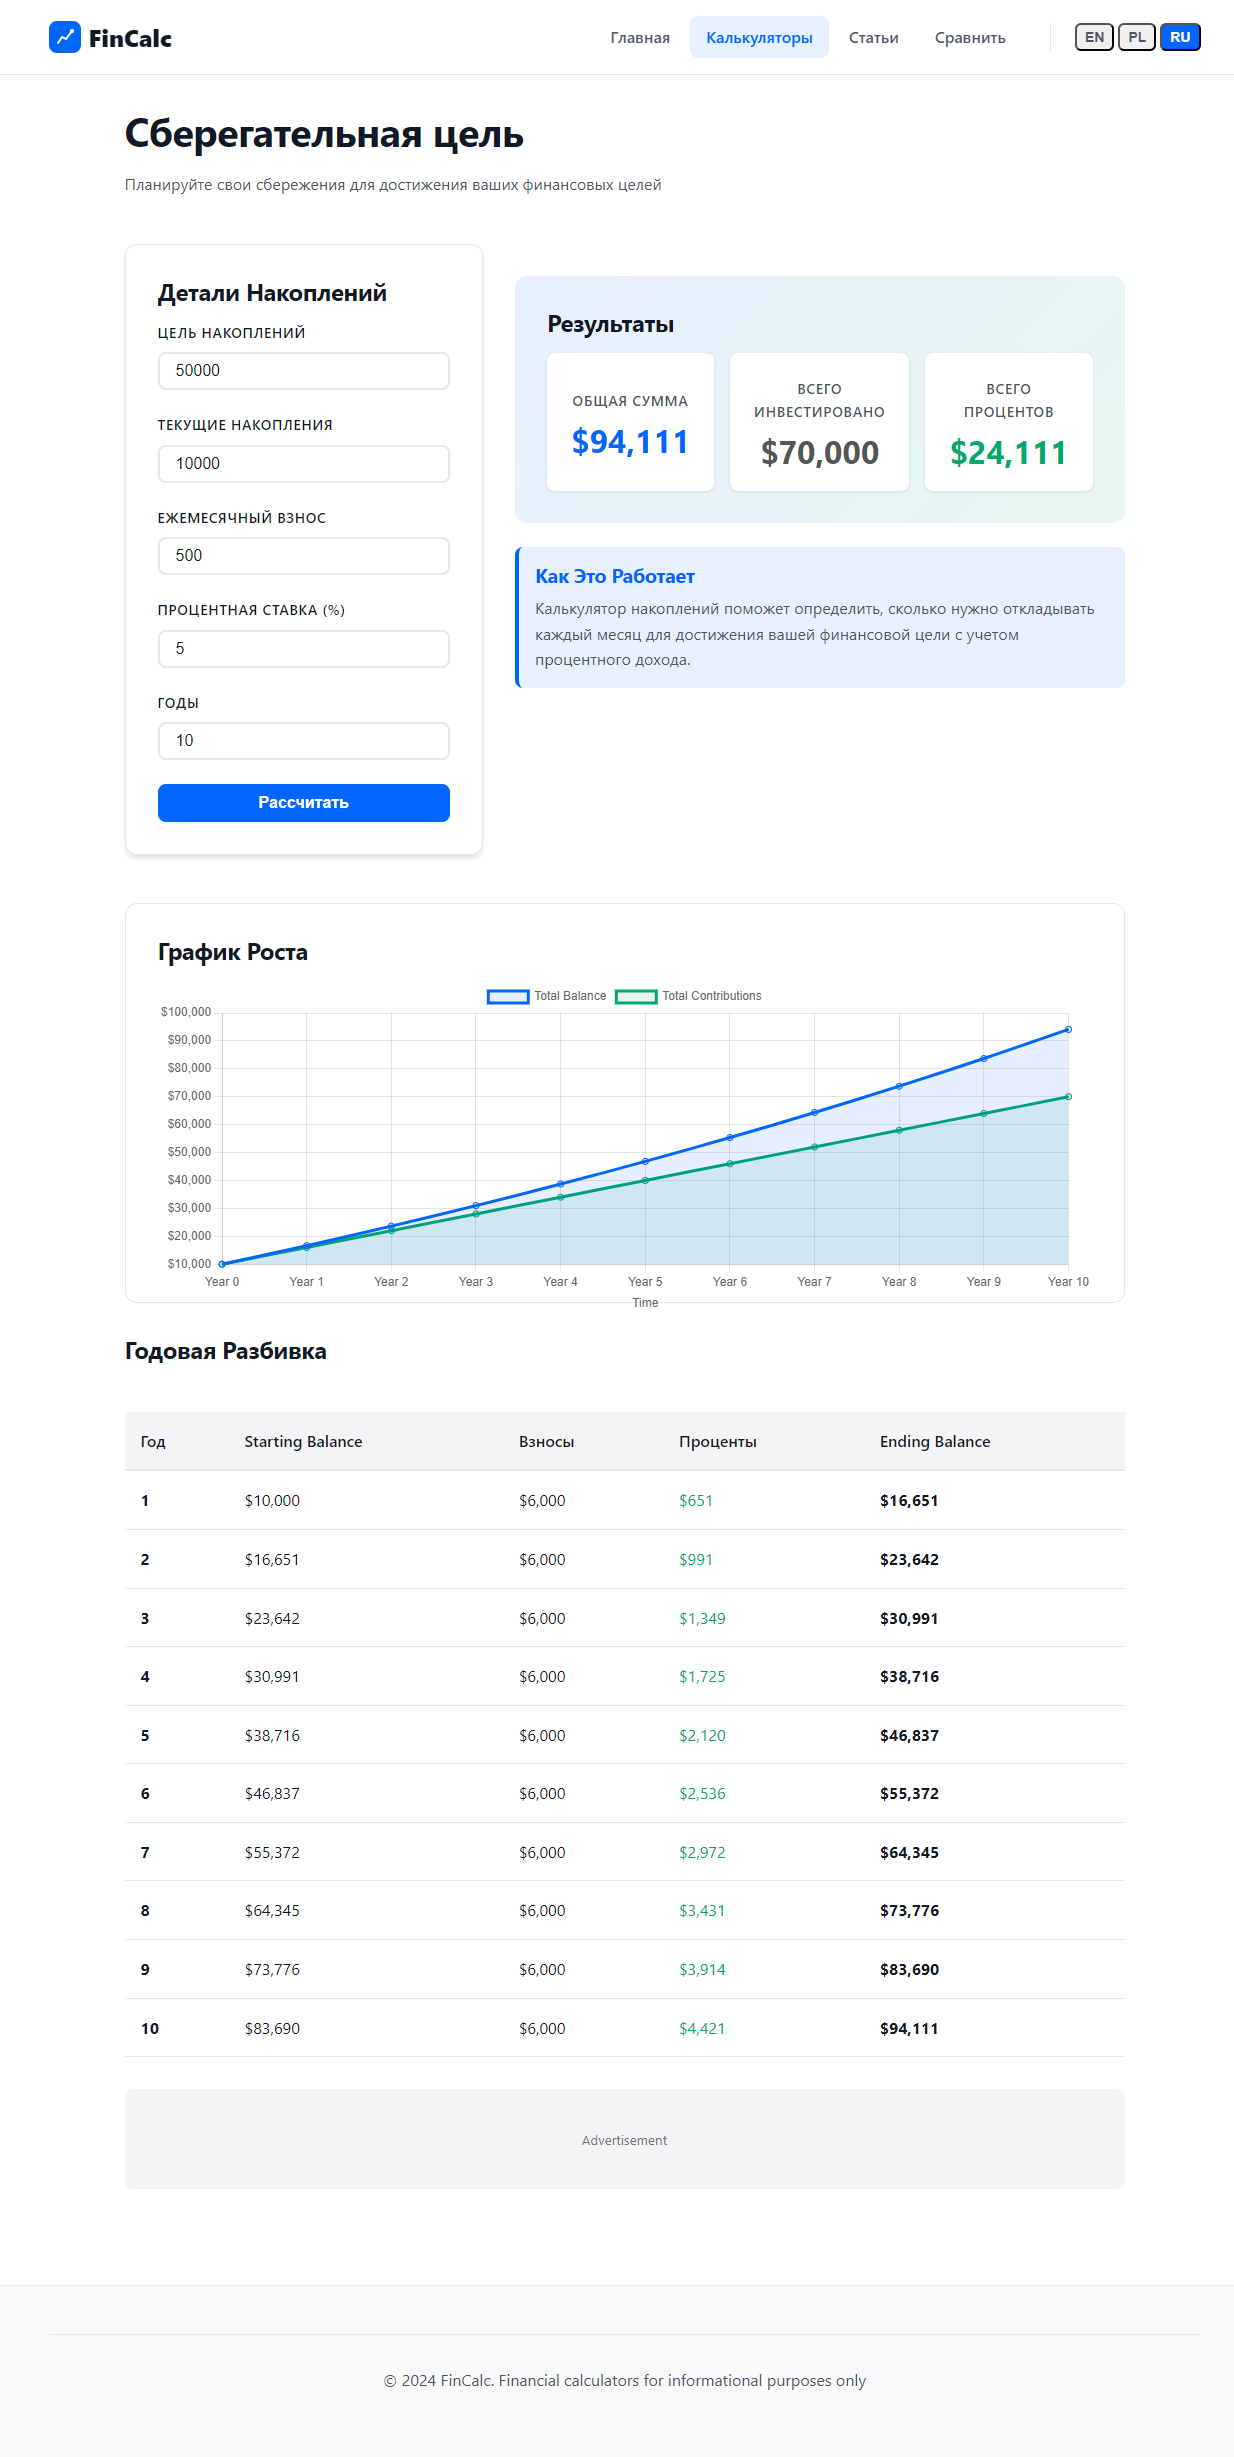 FinCalc
Главная
Калькуляторы
Статьи
Сравнить
EN
PL
RU
Сберегательная цель
Планируйте свои сбережения для достижения ваших финансовых целей
Детали Накоплений
ЦЕЛЬ НАКОПЛЕНИЙ
50000
ТЕКУЩИЕ НАКОПЛЕНИЯ
10000
ЕЖЕМЕСЯЧНЫЙ ВЗНОС
500
ПРОЦЕНТНАЯ СТАВКА (%)
5
ГОДЫ
10
Рассчитать
Результаты
ОБЩАЯ СУММА
$94,111
ВСЕГО
ИНВЕСТИРОВАНО
$70,000
ВСЕГО
ПРОЦЕНТОВ
$24,111
Как Это Работает
Калькулятор накоплений поможет определить, сколько нужно откладывать
каждый месяц для достижения вашей финансовой цели с учетом
процентного дохода.
График Роста
Total Balance
Total Contributions
$100,000
$90,000
$80,000
$70,000
$60,000
$50,000
$40,000
$30,000
$20,000
$10,000
Year 0 Year 1 Year 2 Year 3 Year 4 Year 5 Year 6 Year 7 Year 8 Year 9 Year 10
Time
Годовая Разбивка
Год Starting Balance Взносы Проценты Ending Balance
1 $10,000 $6,000 $651 $16,651
2 $16,651 $6,000 $991 $23,642
3 $23,642 $6,000 $1,349 $30,991
4 $30,991 $6,000 $1,725 $38,716
5 $38,716 $6,000 $2,120 $46,837
6 $46,837 $6,000 $2,536 $55,372
7 $55,372 $6,000 $2,972 $64,345
8 $64,345 $6,000 $3,431 $73,776
9 $73,776 $6,000 $3,914 $83,690
10 $83,690 $6,000 $4,421 $94,111
Advertisement
© 2024 FinCalc. Financial calculators for informational purposes only